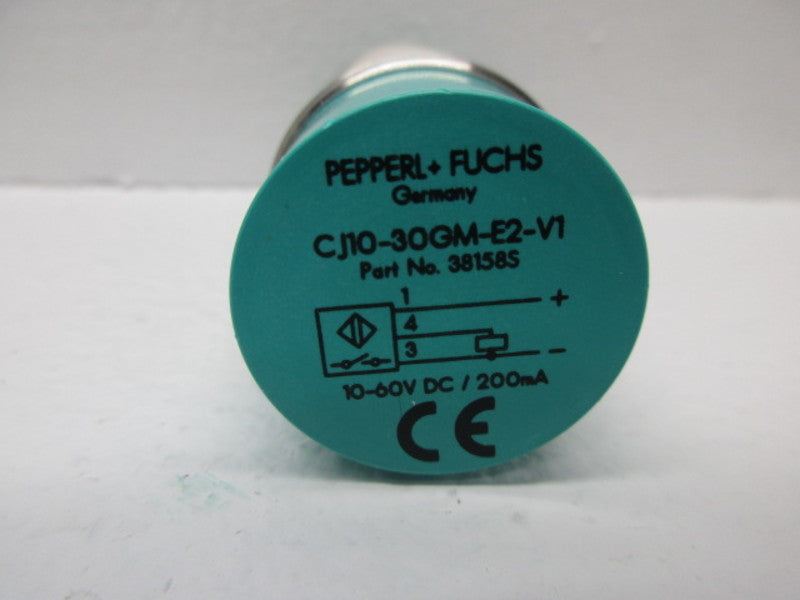 PEPPERL+ FUCHS
Germany
CJ10-30GM-E2-V1
Part No. 38158S
1 +
4
3 -
10-60V DC / 200mA
CE